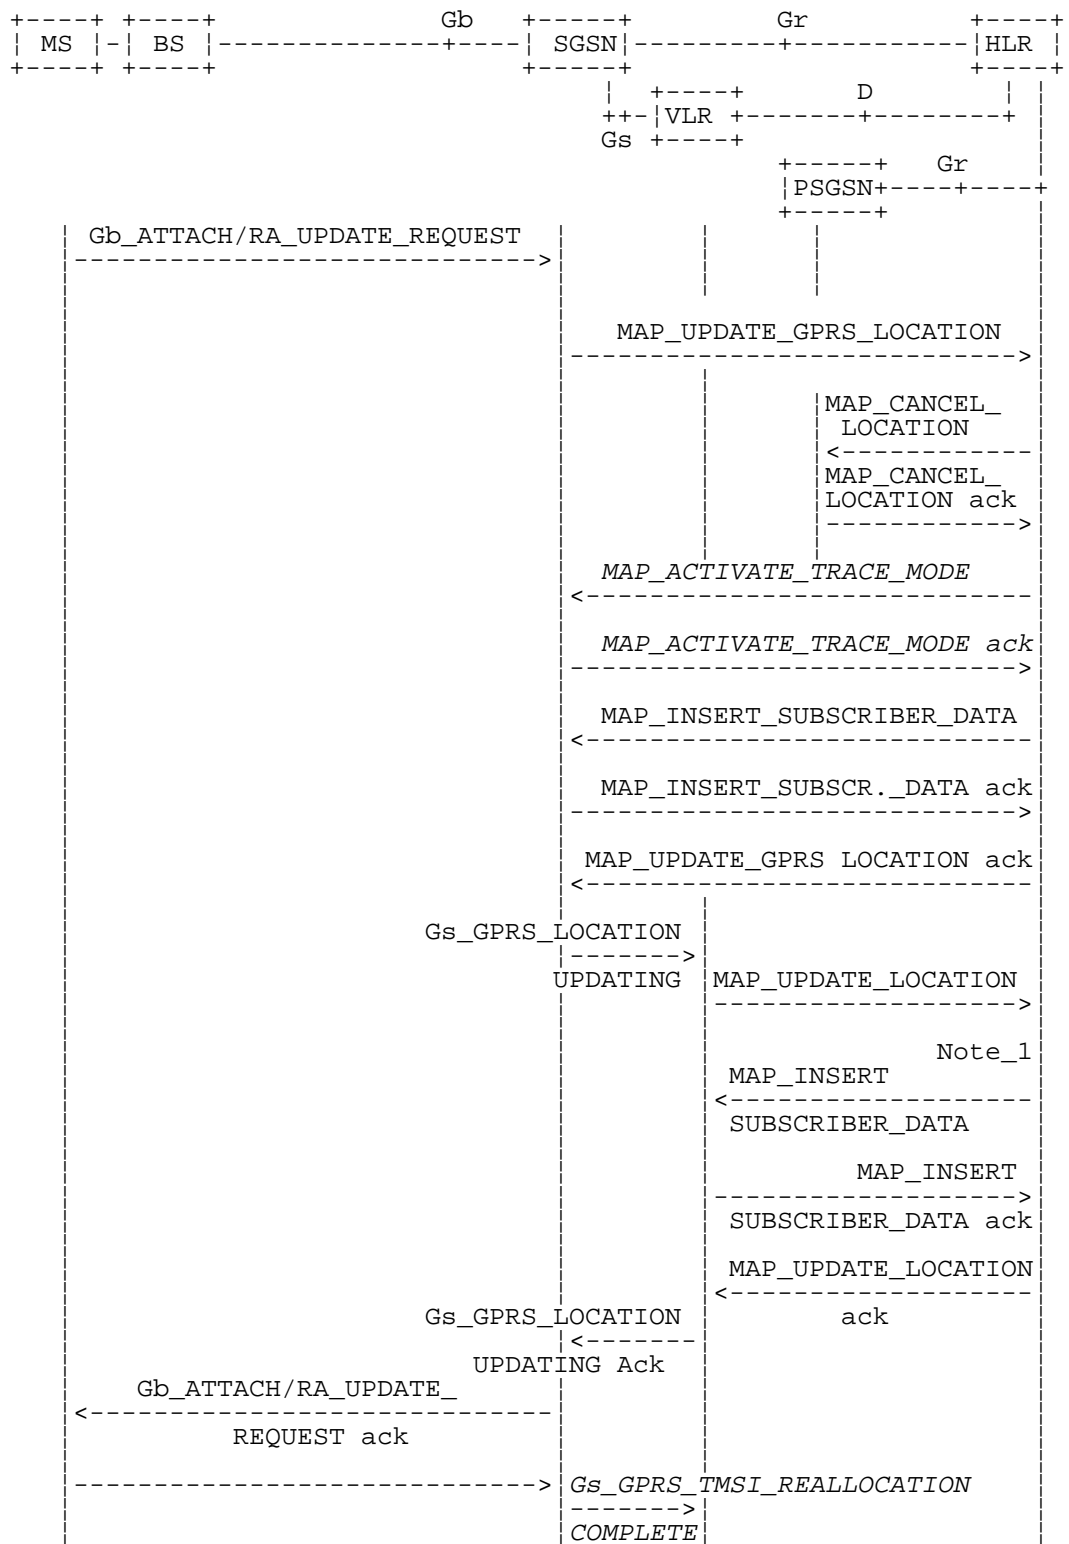 Gb Gr
MS BS SGSN HLR
D
VLR
Gs
Gr
PSGSN
Gb_ATTACH/RA_UPDATE_REQUEST
MAP_UPDATE_GPRS_LOCATION
MAP_CANCEL_
LOCATION
MAP_CANCEL_
LOCATION ack
MAP_ACTIVATE_TRACE_MODE
MAP_ACTIVATE_TRACE_MODE ack
MAP_INSERT_SUBSCRIBER_DATA
MAP_INSERT_SUBSCR._DATA ack
MAP_UPDATE_GPRS LOCATION ack
Gs_GPRS_LOCATION
UPDATING MAP_UPDATE_LOCATION
Note_1
MAP_INSERT
SUBSCRIBER_DATA
MAP_INSERT
SUBSCRIBER_DATA ack
MAP_UPDATE_LOCATION
Gs_GPRS_LOCATION ack
UPDATING Ack
Gb_ATTACH/RA_UPDATE_
REQUEST ack
Gs_GPRS_TMSI_REALLOCATION
COMPLETE